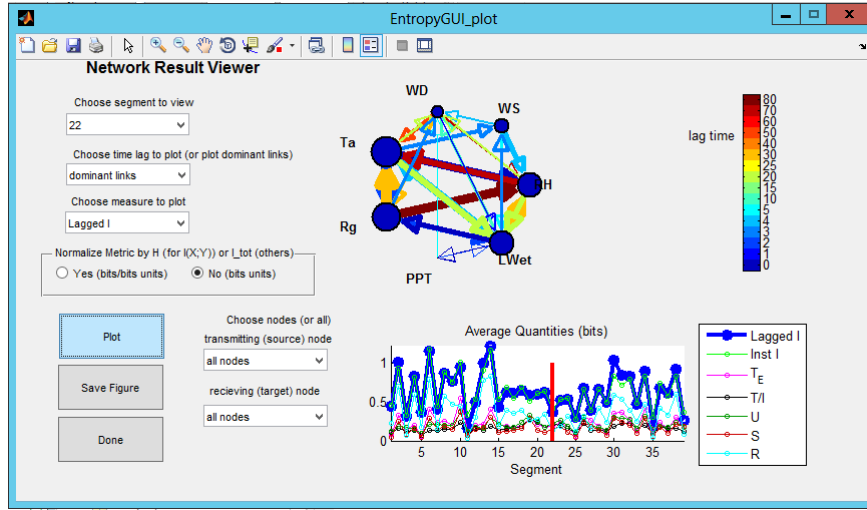 EntropyGUI_plot
Network Result Viewer
Choose segment to view
22
Choose time lag to plot (or plot dominant links)
dominant links
Choose measure to plot
Lagged I
Normalize Metric by H (for I(X;Y)) or I_tot (others)
Yes (bits/bits units)
No (bits units)
Plot
Save Figure
Done
Choose nodes (or all)
transmitting (source) node
all nodes
recieving (target) node
all nodes
WD
WS
Ta
RH
Rg
LWet
PPT
lag time
80
70
60
50
40
30
20
15
10
5
4
3
2
1
0
Average Quantities (bits)
1
0.5
0
5
10
15
20
25
30
35
Segment
Lagged I
Inst I
T_E
T/I
U
S
R